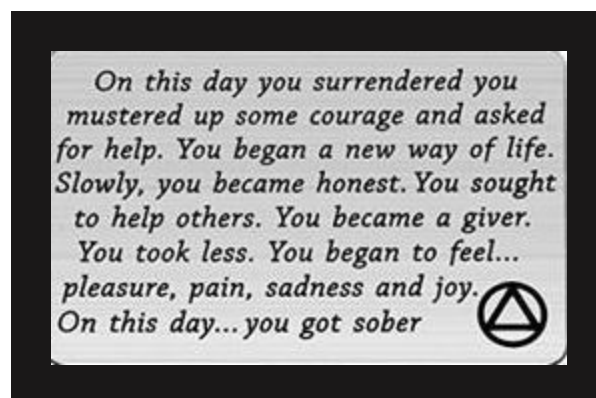 On this day you surrendered you
mustered up some courage and asked
for help. You began a new way of life.
Slowly, you became honest. You sought
to help others. You became a giver.
You took less. You began to feel...
pleasure, pain, sadness and joy.
On this day... you got sober